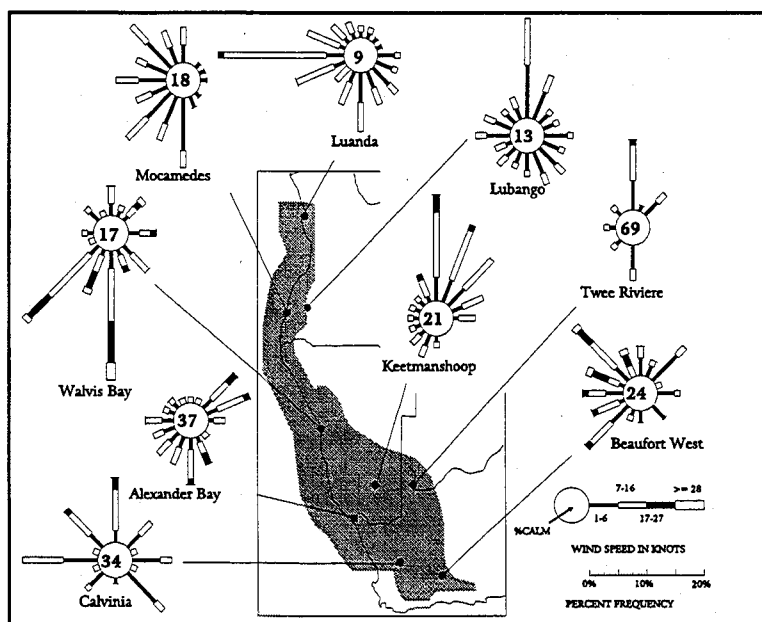 18
Mocamedes
9
Luanda
13
Lubango
17
Walvis Bay
69
Twee Riviere
21
Keetmanshoop
24
Beaufort West
37
Alexander Bay
34
Calvinia
7-16 >= 28
1-6 17-27
%CALM
WIND SPEED IN KNOTS
0% 10% 20%
PERCENT FREQUENCY